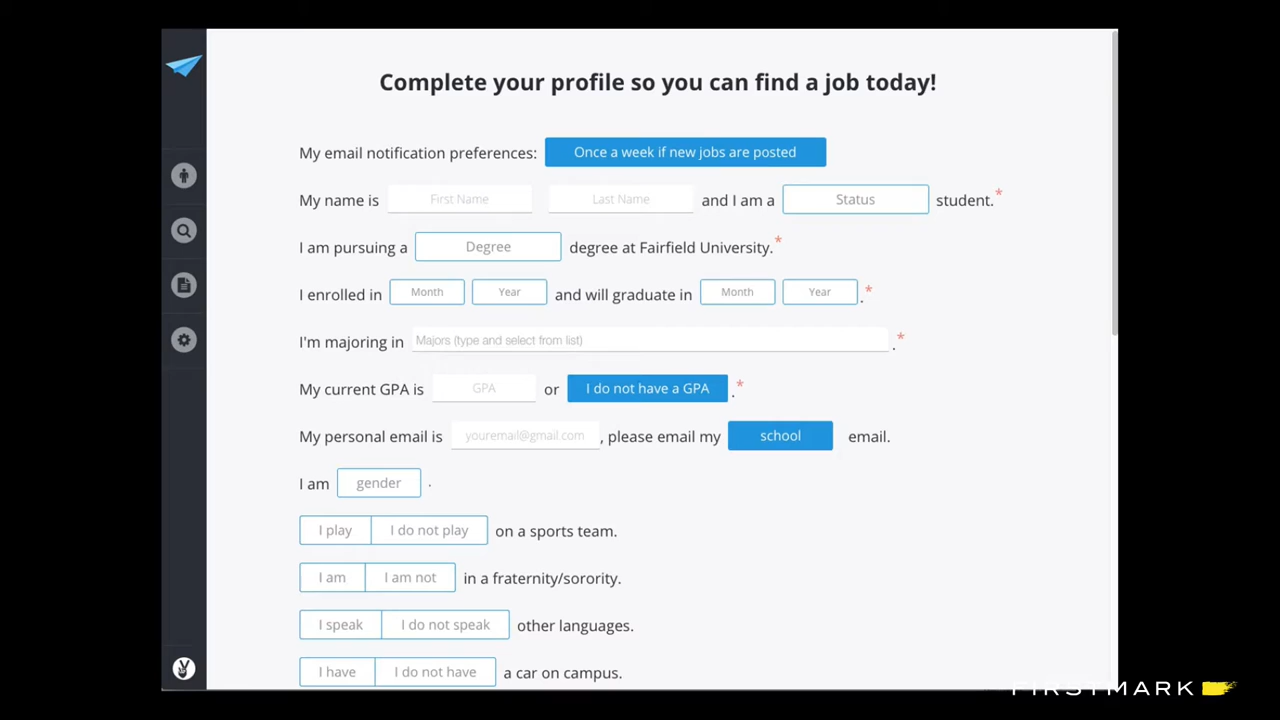 Complete your profile so you can find a job today!
My email notification preferences: Once a week if new jobs are posted
My name is First Name Last Name and I am a Status student.*
I am pursuing a Degree degree at Fairfield University.*
I enrolled in Month Year and will graduate in Month Year .*
I'm majoring in Majors (type and select from list) .*
My current GPA is GPA or I do not have a GPA .*
My personal email is youremail@gmail.com , please email my school email.
I am gender .
I play I do not play on a sports team.
I am I am not in a fraternity/sorority.
I speak I do not speak other languages.
I have I do not have a car on campus.
FIRSTMARK